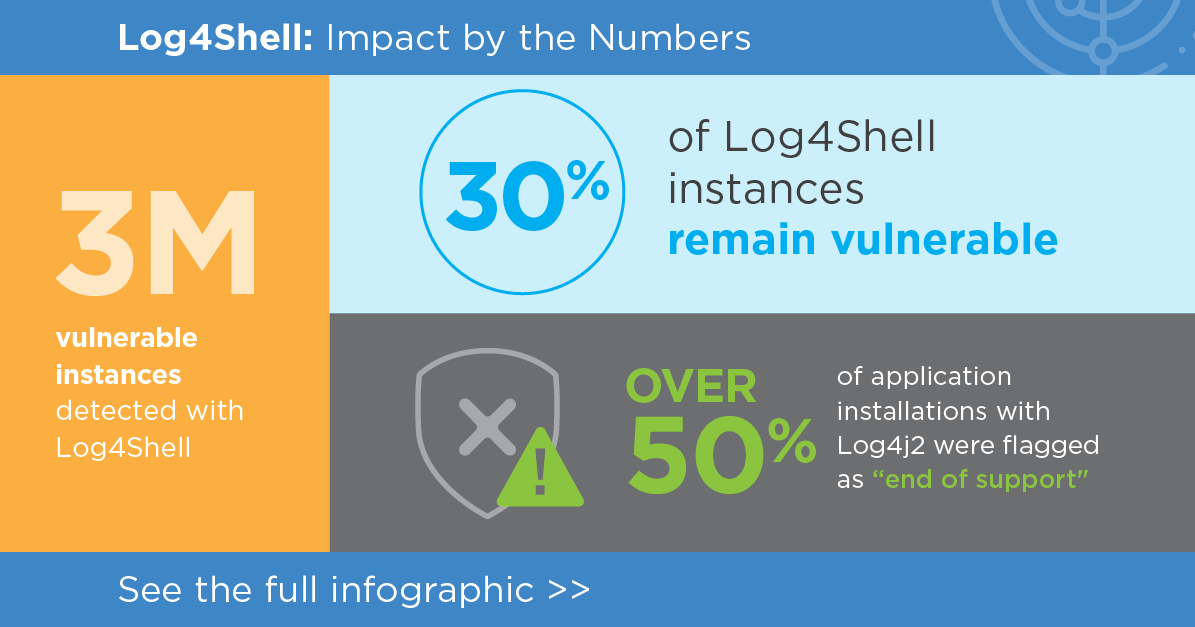 Log4Shell: Impact by the Numbers
3M
vulnerable
instances
detected with
Log4Shell
30%
of Log4Shell
instances
remain vulnerable
!
OVER
50%
of application
installations with
Log4j2 were flagged
as “end of support"
See the full infographic >>